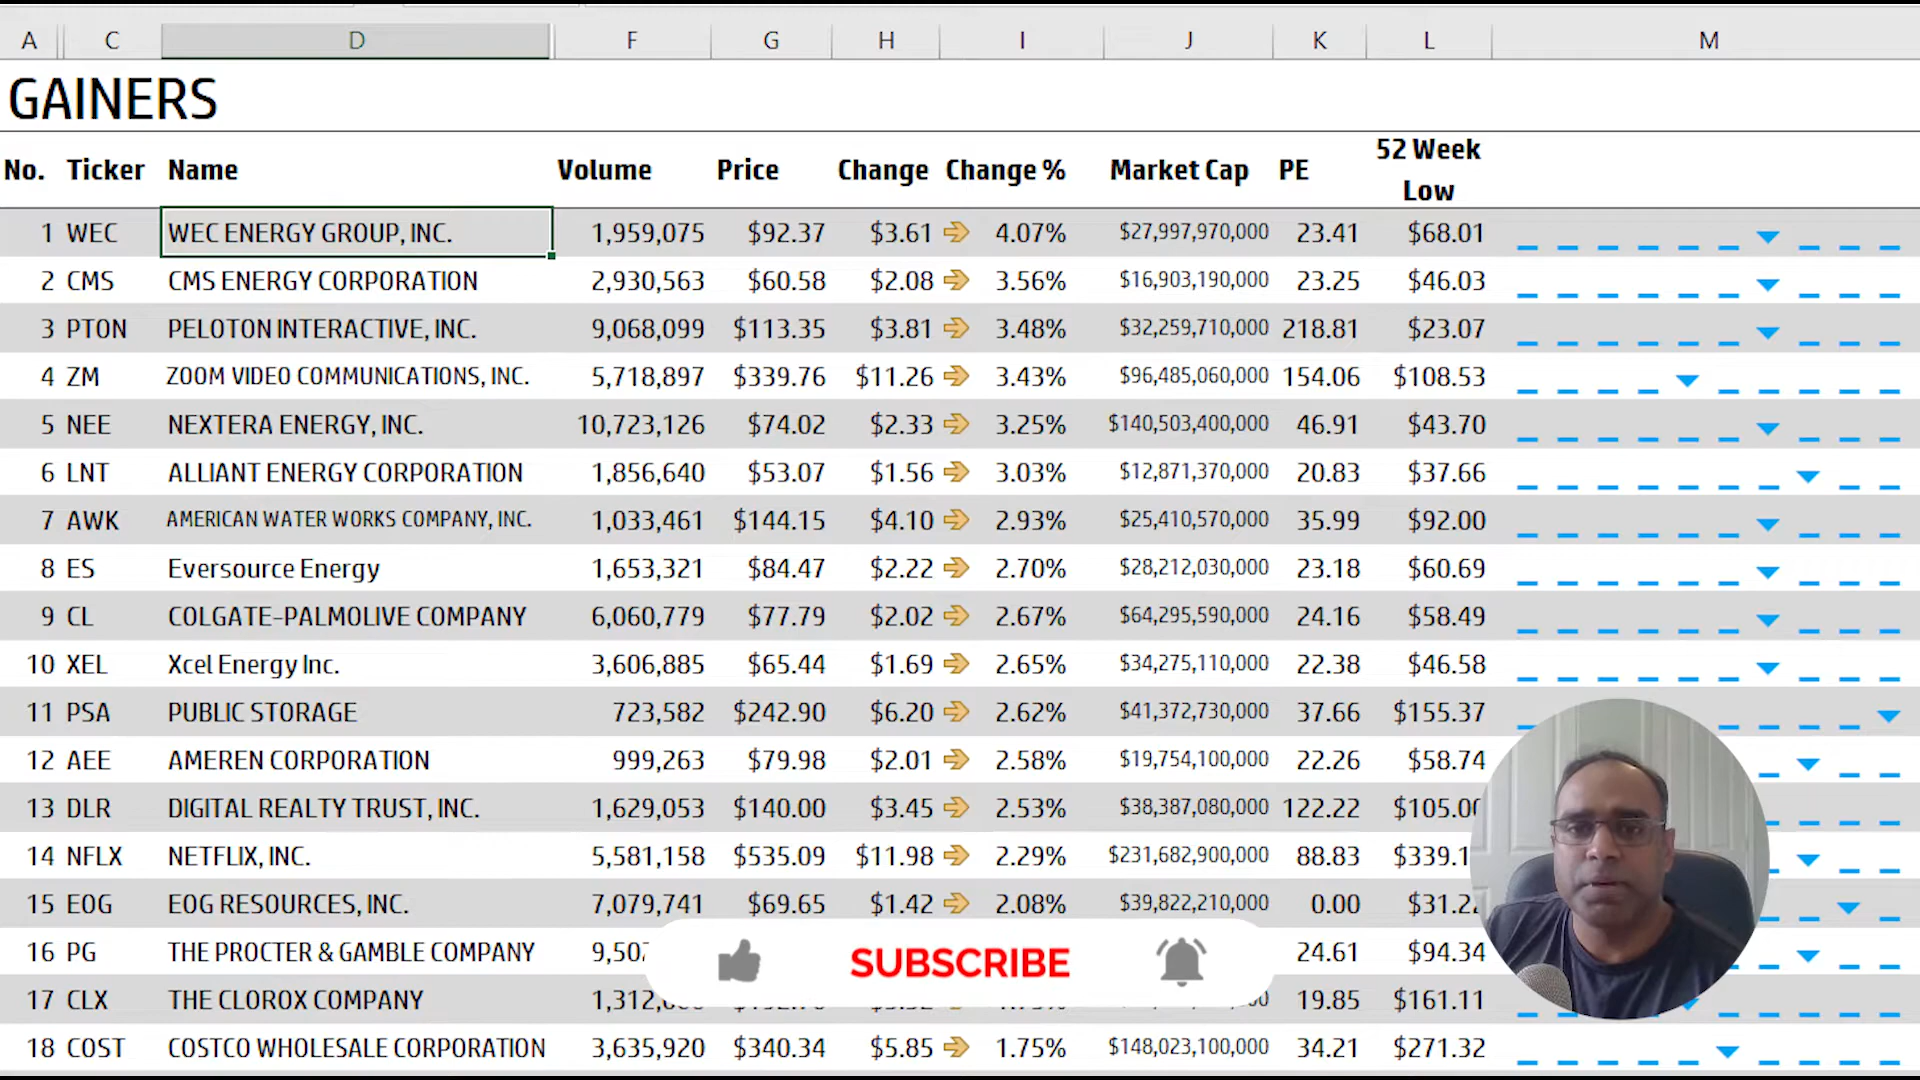 A C D F G H I J K L M
GAINERS
No. Ticker Name Volume Price Change Change % Market Cap PE 52 Week Low
1 WEC WEC ENERGY GROUP, INC. 1,959,075 $92.37 $3.61 4.07% $27,997,970,000 23.41 $68.01
2 CMS CMS ENERGY CORPORATION 2,930,563 $60.58 $2.08 3.56% $16,903,190,000 23.25 $46.03
3 PTON PELOTON INTERACTIVE, INC. 9,068,099 $113.35 $3.81 3.48% $32,259,710,000 218.81 $23.07
4 ZM ZOOM VIDEO COMMUNICATIONS, INC. 5,718,897 $339.76 $11.26 3.43% $96,485,060,000 154.06 $108.53
5 NEE NEXTERA ENERGY, INC. 10,723,126 $74.02 $2.33 3.25% $140,503,400,000 46.91 $43.70
6 LNT ALLIANT ENERGY CORPORATION 1,856,640 $53.07 $1.56 3.03% $12,871,370,000 20.83 $37.66
7 AWK AMERICAN WATER WORKS COMPANY, INC. 1,033,461 $144.15 $4.10 2.93% $25,410,570,000 35.99 $92.00
8 ES Eversource Energy 1,653,321 $84.47 $2.22 2.70% $28,212,030,000 23.18 $60.69
9 CL COLGATE-PALMOLIVE COMPANY 6,060,779 $77.79 $2.02 2.67% $64,295,590,000 24.16 $58.49
10 XEL Xcel Energy Inc. 3,606,885 $65.44 $1.69 2.65% $34,275,110,000 22.38 $46.58
11 PSA PUBLIC STORAGE 723,582 $242.90 $6.20 2.62% $41,372,730,000 37.66 $155.37
12 AEE AMEREN CORPORATION 999,263 $79.98 $2.01 2.58% $19,754,100,000 22.26 $58.74
13 DLR DIGITAL REALTY TRUST, INC. 1,629,053 $140.00 $3.45 2.53% $38,387,080,000 122.22 $105.00
14 NFLX NETFLIX, INC. 5,581,158 $535.09 $11.98 2.29% $231,682,900,000 88.83 $339.1
15 EOG EOG RESOURCES, INC. 7,079,741 $69.65 $1.42 2.08% $39,822,210,000 0.00 $31.22
16 PG THE PROCTER & GAMBLE COMPANY 9,507 24.61 $94.34
SUBSCRIBE
17 CLX THE CLOROX COMPANY 1,312, 19.85 $161.11
18 COST COSTCO WHOLESALE CORPORATION 3,635,920 $340.34 $5.85 1.75% $148,023,100,000 34.21 $271.32